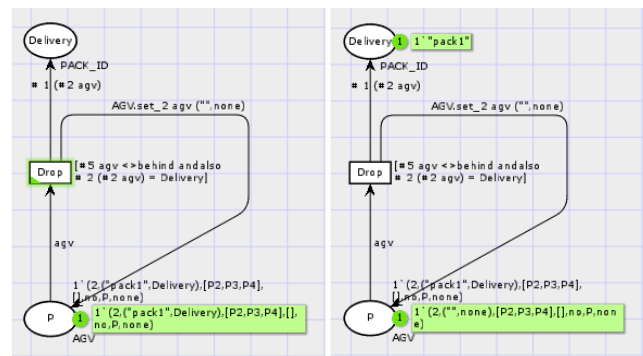 Delivery
PACK_ID
# 1 (#2 agv)
AGV.set_2 agv ("",none)
Drop
[#5 agv <>behind andalso
# 2 (#2 agv) = Delivery]
agv
1`(2,("pack1",Delivery),[P2,P3,P4],
[],no,P,none)
P
1
1`(2,("pack1",Delivery),[P2,P3,P4],[],
no,P,none)
AGV
Delivery
1
1`"pack1"
PACK_ID
# 1 (#2 agv)
AGV.set_2 agv ("",none)
Drop
[#5 agv <>behind andalso
# 2 (#2 agv) = Delivery]
agv
1`(2,("pack1",Delivery),[P2,P3,P4],
[],no,P,none)
P
1
1`(2,("",none),[P2,P3,P4],[],no,P,non
e)
AGV